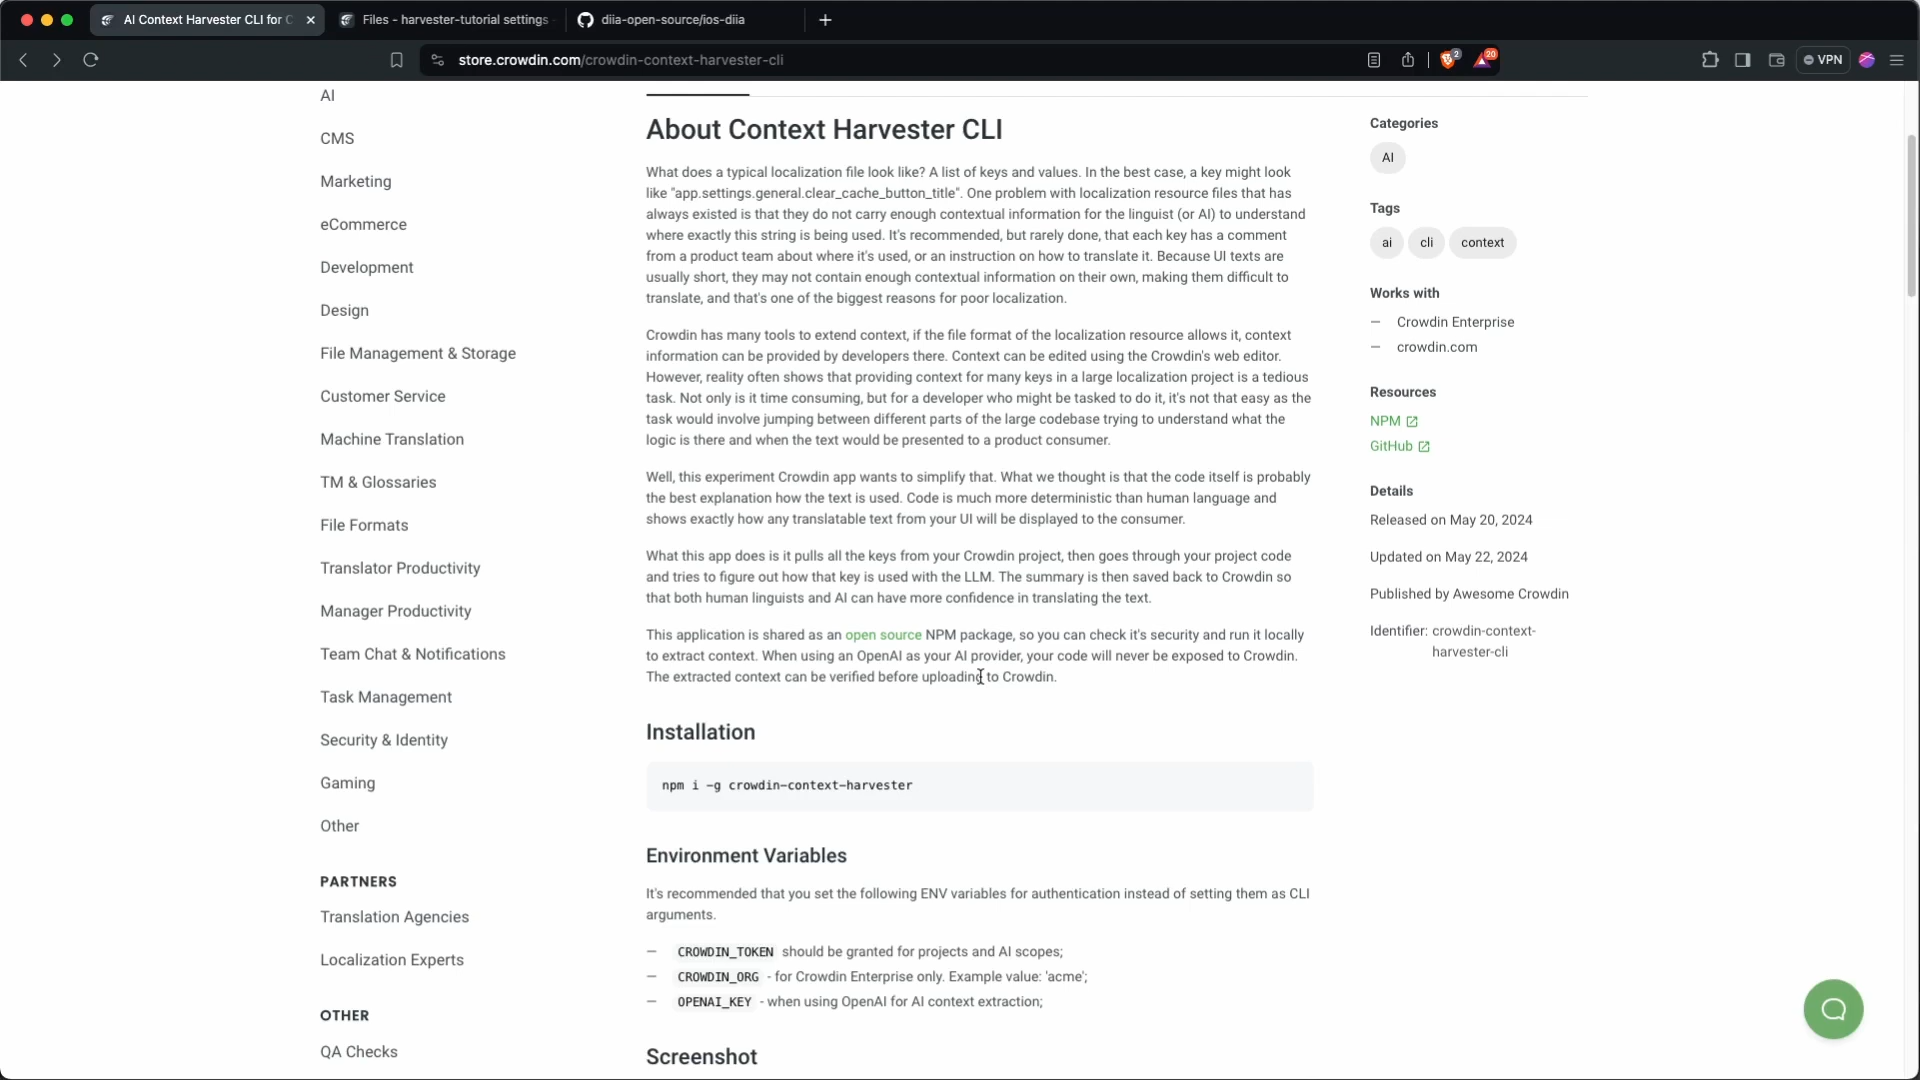 AI Context Harvester CLI for C
Files - harvester-tutorial settings
diia-open-source/ios-diia
store.crowdin.com/crowdin-context-harvester-cli
2
20
VPN
AI
CMS
Marketing
eCommerce
Development
Design
File Management & Storage
Customer Service
Machine Translation
TM & Glossaries
File Formats
Translator Productivity
Manager Productivity
Team Chat & Notifications
Task Management
Security & Identity
Gaming
Other
PARTNERS
Translation Agencies
Localization Experts
OTHER
QA Checks
About Context Harvester CLI
What does a typical localization file look like? A list of keys and values. In the best case, a key might look
like "app.settings.general.clear_cache_button_title". One problem with localization resource files that has
always existed is that they do not carry enough contextual information for the linguist (or AI) to understand
where exactly this string is being used. It's recommended, but rarely done, that each key has a comment
from a product team about where it's used, or an instruction on how to translate it. Because UI texts are
usually short, they may not contain enough contextual information on their own, making them difficult to
translate, and that's one of the biggest reasons for poor localization.
Crowdin has many tools to extend context, if the file format of the localization resource allows it, context
information can be provided by developers there. Context can be edited using the Crowdin's web editor.
However, reality often shows that providing context for many keys in a large localization project is a tedious
task. Not only is it time consuming, but for a developer who might be tasked to do it, it's not that easy as the
task would involve jumping between different parts of the large codebase trying to understand what the
logic is there and when the text would be presented to a product consumer.
Well, this experiment Crowdin app wants to simplify that. What we thought is that the code itself is probably
the best explanation how the text is used. Code is much more deterministic than human language and
shows exactly how any translatable text from your UI will be displayed to the consumer.
What this app does is it pulls all the keys from your Crowdin project, then goes through your project code
and tries to figure out how that key is used with the LLM. The summary is then saved back to Crowdin so
that both human linguists and AI can have more confidence in translating the text.
This application is shared as an open source NPM package, so you can check it's security and run it locally
to extract context. When using an OpenAI as your AI provider, your code will never be exposed to Crowdin.
The extracted context can be verified before uploading to Crowdin.
Installation
npm i -g crowdin-context-harvester
Environment Variables
It's recommended that you set the following ENV variables for authentication instead of setting them as CLI
arguments.
— CROWDIN_TOKEN should be granted for projects and AI scopes;
— CROWDIN_ORG - for Crowdin Enterprise only. Example value: 'acme';
— OPENAI_KEY - when using OpenAI for AI context extraction;
Screenshot
Categories
AI
Tags
ai cli context
Works with
— Crowdin Enterprise
— crowdin.com
Resources
NPM
GitHub
Details
Released on May 20, 2024
Updated on May 22, 2024
Published by Awesome Crowdin
Identifier: crowdin-context-
harvester-cli